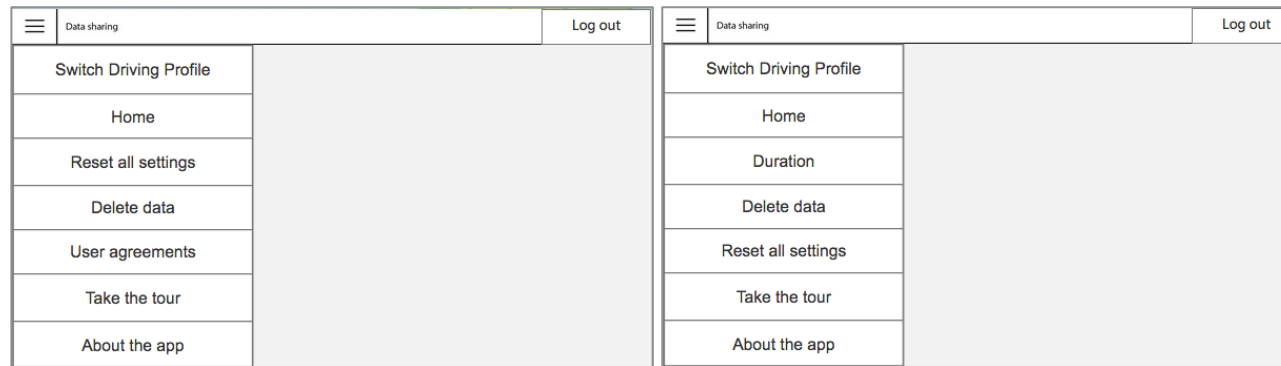 Data sharing
Log out
Switch Driving Profile
Home
Reset all settings
Delete data
User agreements
Take the tour
About the app
Data sharing
Log out
Switch Driving Profile
Home
Duration
Delete data
Reset all settings
Take the tour
About the app